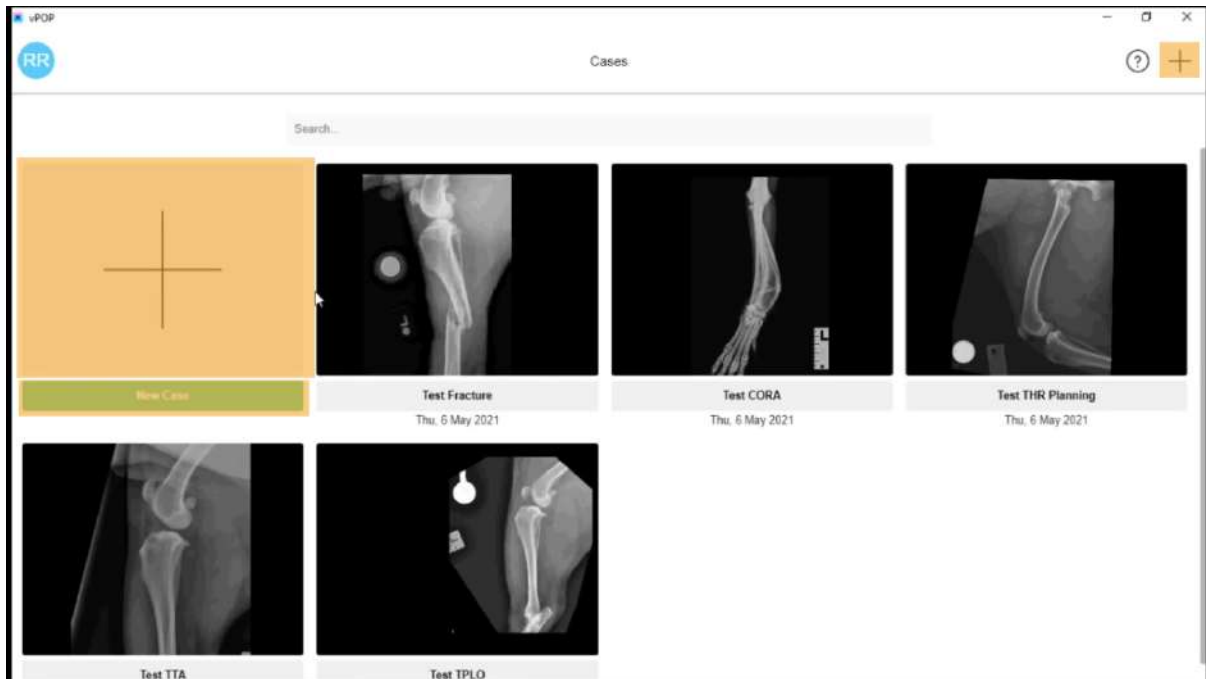 vPOP
RR
Cases
?
Search...
New Case
Test Fracture
Thu, 6 May 2021
Test CORA
Thu, 6 May 2021
Test THR Planning
Thu, 6 May 2021
L
L
Test TTA
Test TPLO